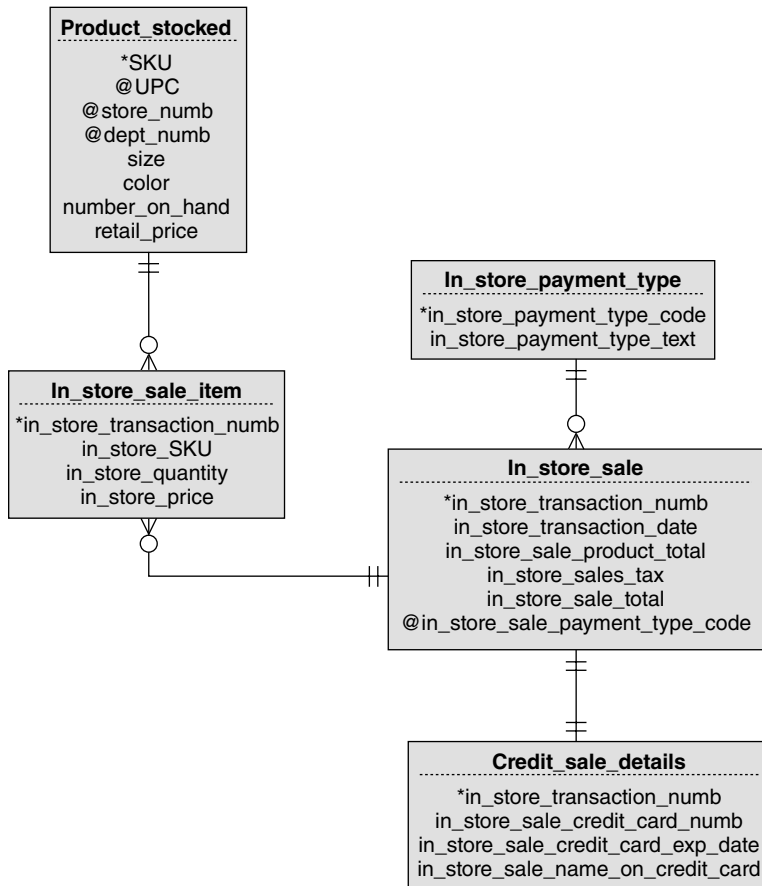 Product_stocked
*SKU
@UPC
@store_numb
@dept_numb
size
color
number_on_hand
retail_price
In_store_payment_type
*in_store_payment_type_code
in_store_payment_type_text
In_store_sale_item
*in_store_transaction_numb
in_store_SKU
in_store_quantity
in_store_price
In_store_sale
*in_store_transaction_numb
in_store_transaction_date
in_store_sale_product_total
in_store_sales_tax
in_store_sale_total
@in_store_sale_payment_type_code
Credit_sale_details
*in_store_transaction_numb
in_store_sale_credit_card_numb
in_store_sale_credit_card_exp_date
in_store_sale_name_on_credit_card